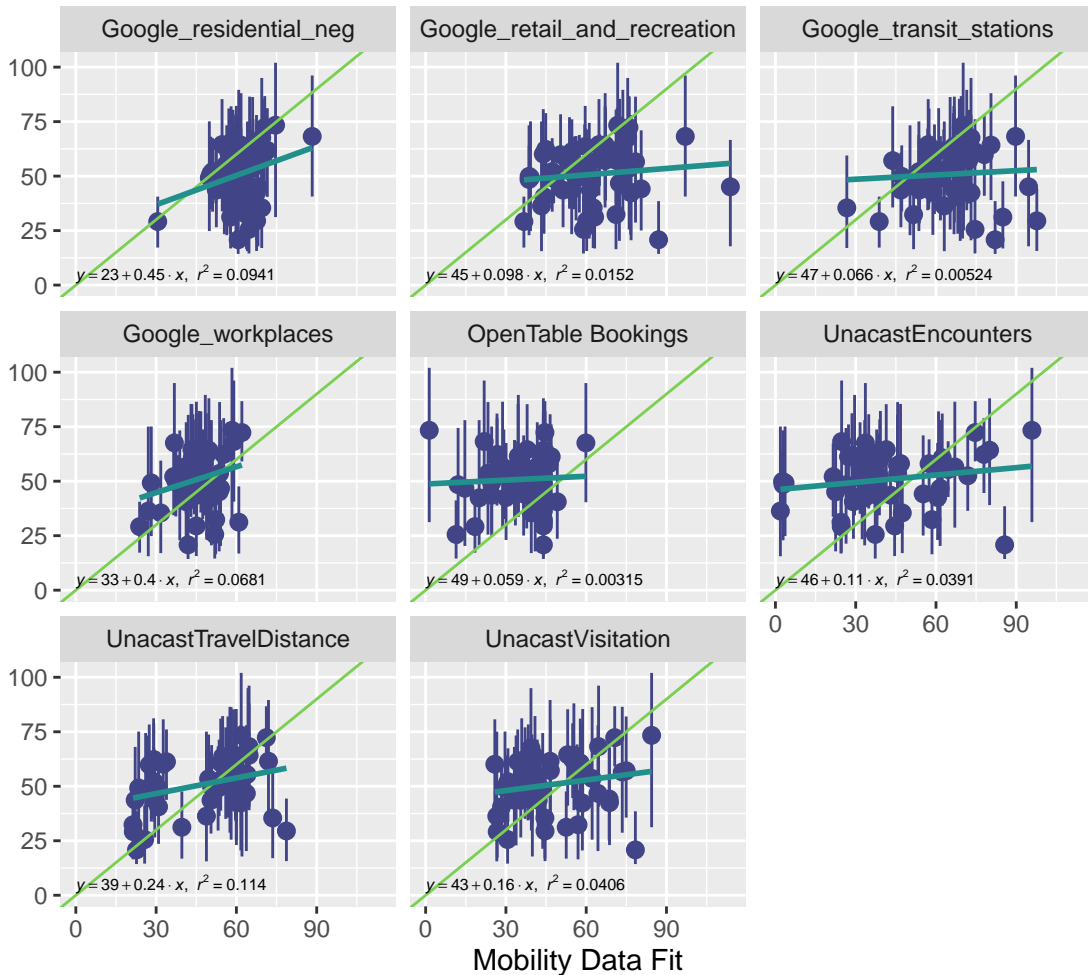 Google_residential_neg Google_retail_and_recreation Google_transit_stations
100
75
50
25
0
y = 23 + 0.45 · x, r² = 0.0941 y = 45 + 0.098 · x, r² = 0.0152 y = 47 + 0.066 · x, r² = 0.00524
Google_workplaces OpenTable Bookings UnacastEncounters
100
75
50
25
0
y = 33 + 0.4 · x, r² = 0.0681 y = 49 + 0.059 · x, r² = 0.00315 y = 46 + 0.11 · x, r² = 0.0391
0 30 60 90
UnacastTravelDistance UnacastVisitation
100
75
50
25
0
y = 39 + 0.24 · x, r² = 0.114 y = 43 + 0.16 · x, r² = 0.0406
0 30 60 90 0 30 60 90
Mobility Data Fit